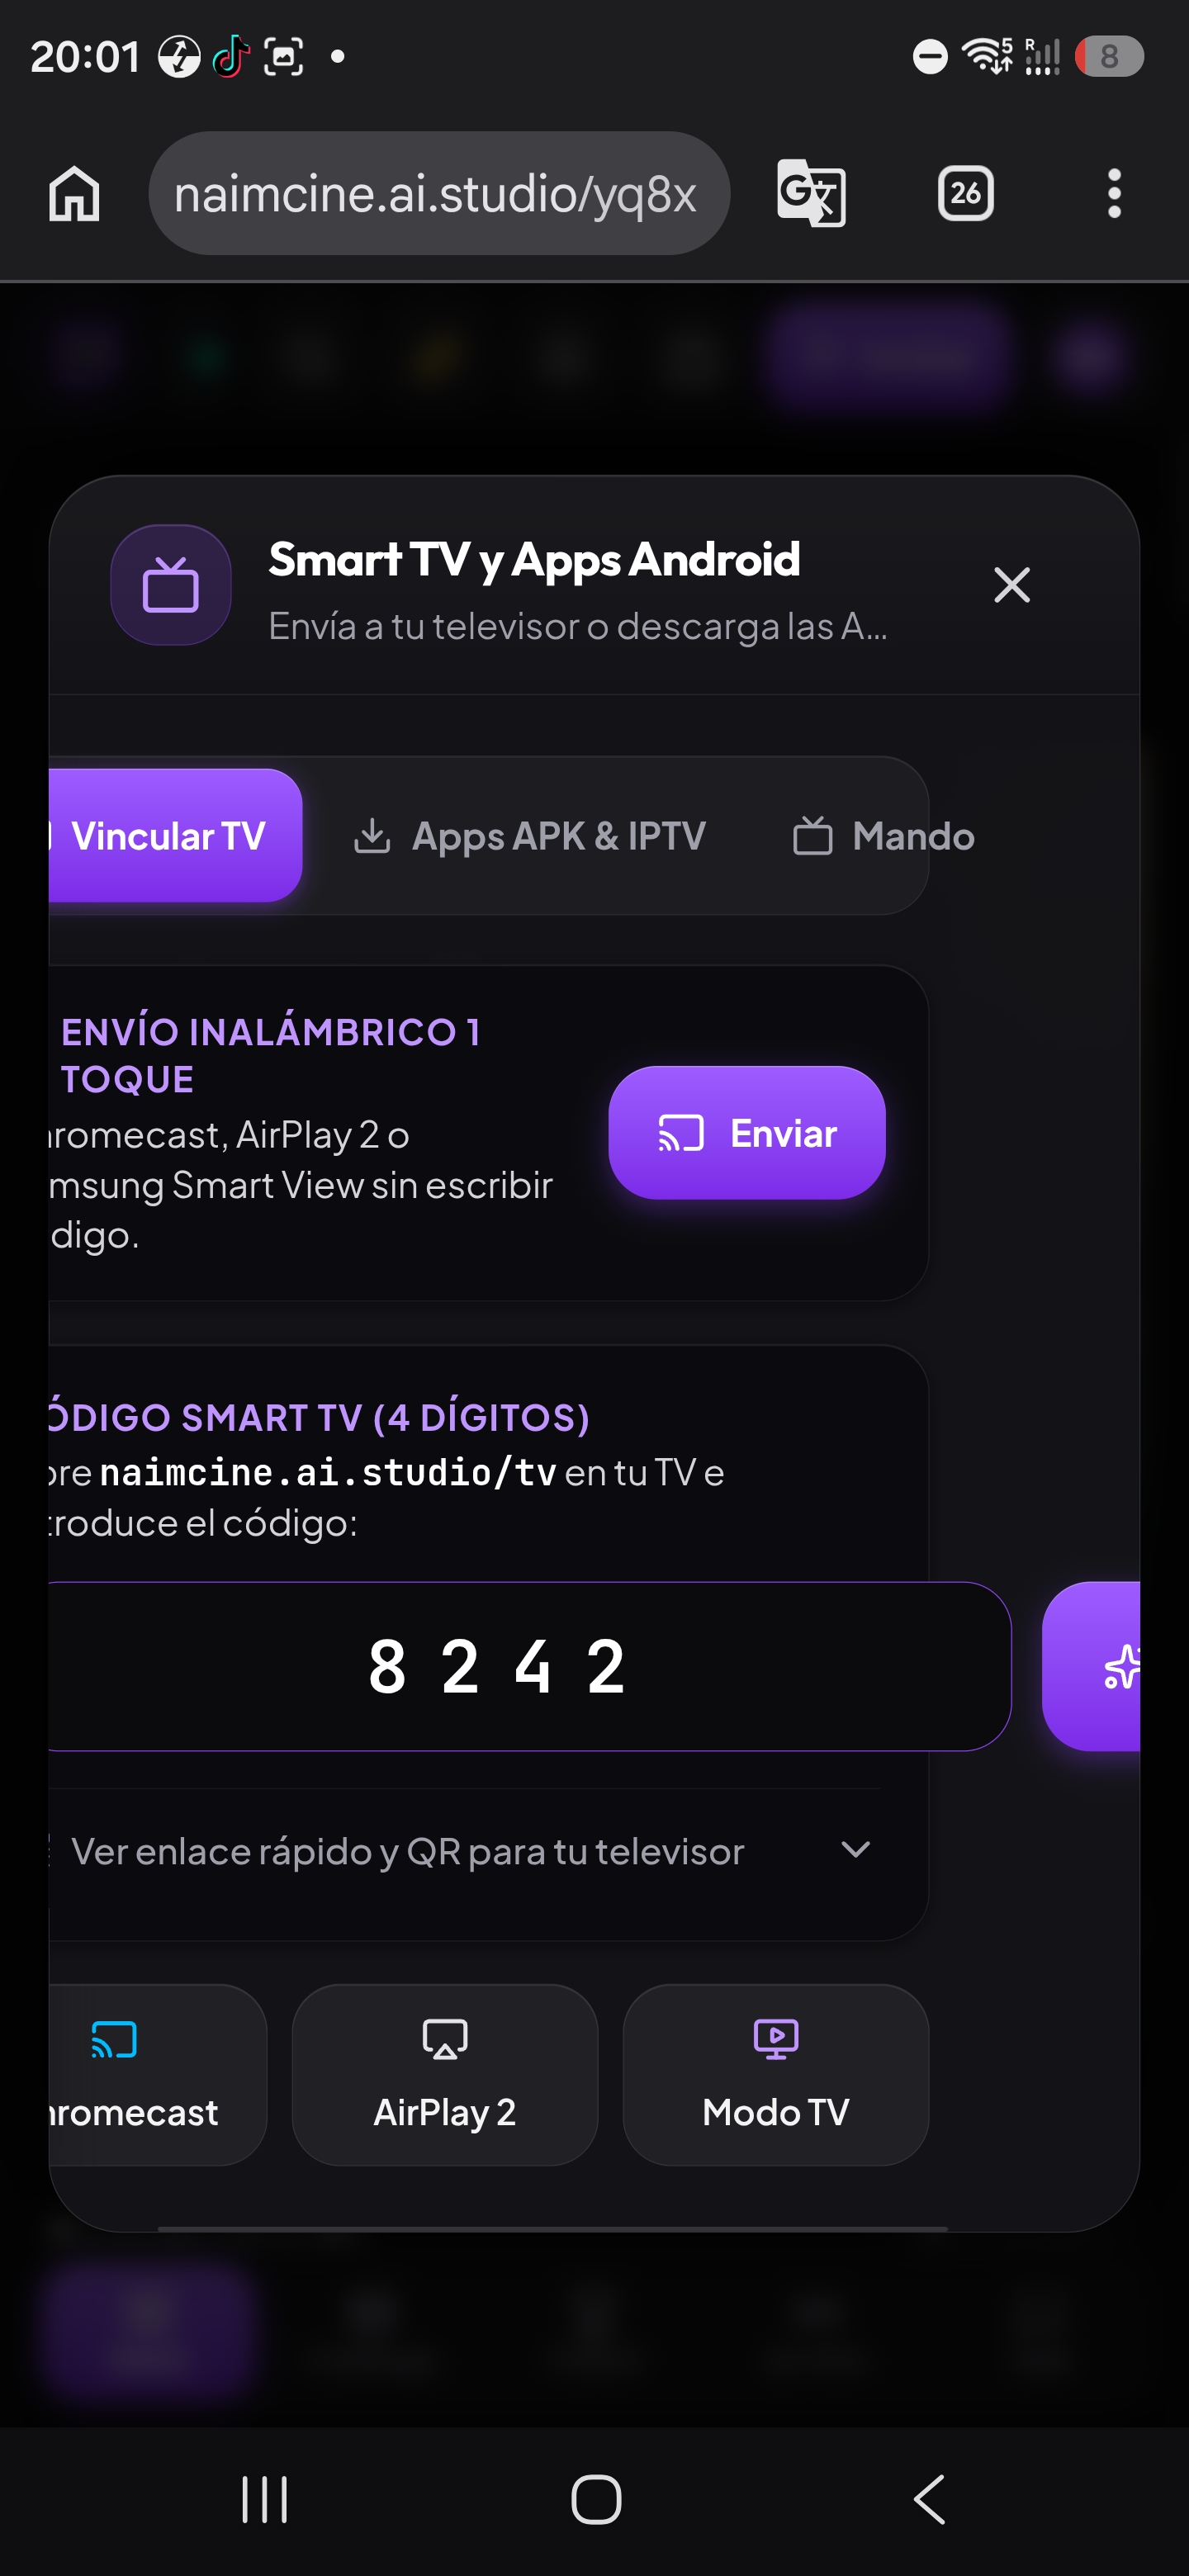 20:01
5
R
8
naimcine.ai.studio/yq8x
26
Smart TV y Apps Android
Envía a tu televisor o descarga las A...
Vincular TV
Apps APK & IPTV
Mando
ENVÍO INALÁMBRICO 1
TOQUE
romecast, AirPlay 2 o
msung Smart View sin escribir
digo.
Enviar
ÓDIGO SMART TV (4 DÍGITOS)
re naimcine.ai.studio/tv en tu TV e
troduce el código:
8 2 4 2
Ver enlace rápido y QR para tu televisor
romecast
AirPlay 2
Modo TV